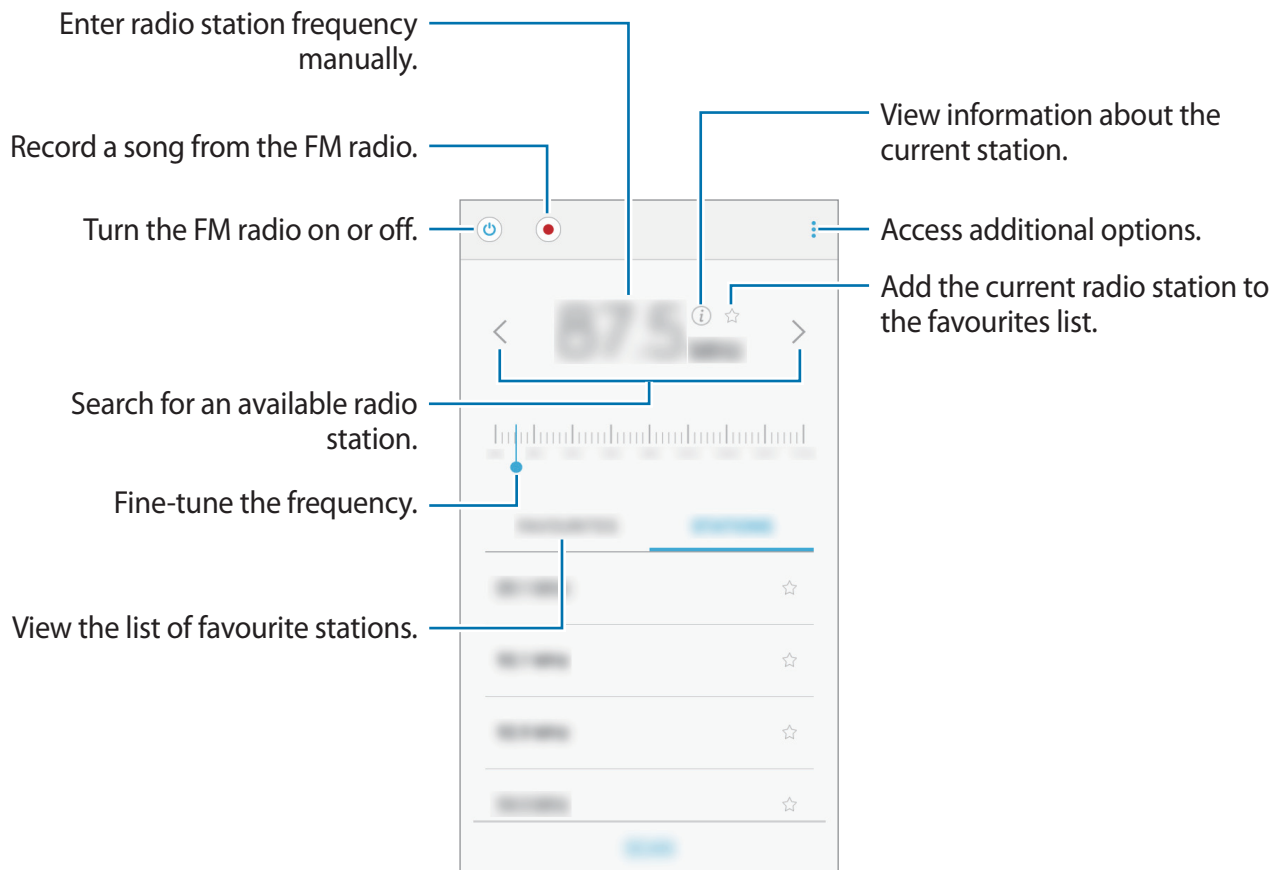 Enter radio station frequency
manually.
View information about the
current station.
Record a song from the FM radio.
Turn the FM radio on or off.
Access additional options.
Add the current radio station to
the favourites list.
87.5
Search for an available radio
station.
Fine-tune the frequency.
View the list of favourite stations.